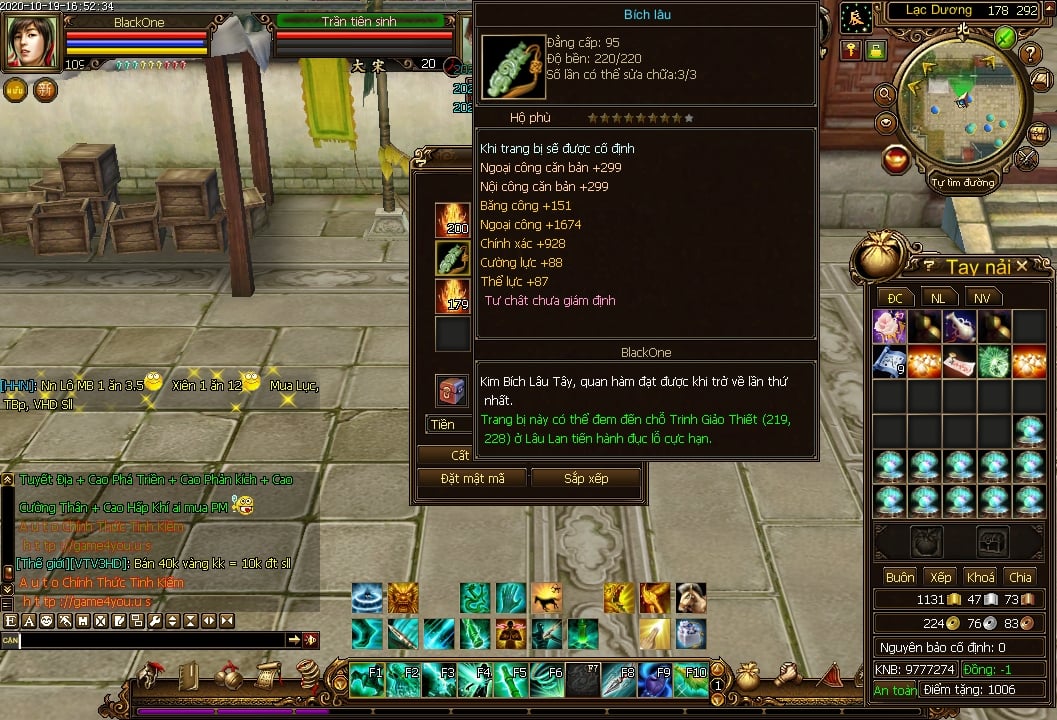 2020-10-19-16:52:34
BlackOne
109
Trần tiên sinh
大宋
20
Lạc Dương 178 292
辰
北
?
Tự tìm đường
200
179
Tiền
Cất
Đặt mật mã
Sắp xếp
Bích lâu
Đẳng cấp: 95
Độ bền: 220/220
Số lần có thể sửa chữa:3/3
Hộ phù
Khi trang bị sẽ được cố định
Ngoại công căn bản +299
Nội công căn bản +299
Băng công +151
Ngoại công +1674
Chính xác +928
Cường lực +88
Thể lực +87
Tư chất chưa giám định
BlackOne
Kim Bích Lâu Tây, quan hàm đạt được khi trở về lần thứ
nhất.
Trang bị này có thể đem đến chỗ Trinh Giảo Thiết (219,
228) ở Lâu Lan tiến hành đục lỗ cực hạn.
? Tay nải
ĐC NL NV
9
Buôn Xếp Khoá Chia
1131 47 73
224 76 83
Nguyên bảo cố định: 0
KNB: 9777274 Đồng: -1
An toàn Điểm tặng: 1006
[HHN]: Nn Lô MB 1 ăn 3.5 Xiên 1 ăn 12 Mua Lục,
TBp, VHD Sll
Tuyết Địa + Cao Phá Triền + Cao Phản kích + Cao
Cường Thân + Cao Hấp Khí ai mua PM
A u t o Chính Thức Tinh Kiếm
h t tp ://game4you.u s
[Thế giới][VTV3HD]: Bán 40k vàng kk = 10k đt sll
A u t o Chính Thức Tinh Kiếm
h t tp ://game4you.u s
CẬN
F1 F2 F3 F4 F5 F6 F7 F8 F9 F10
1